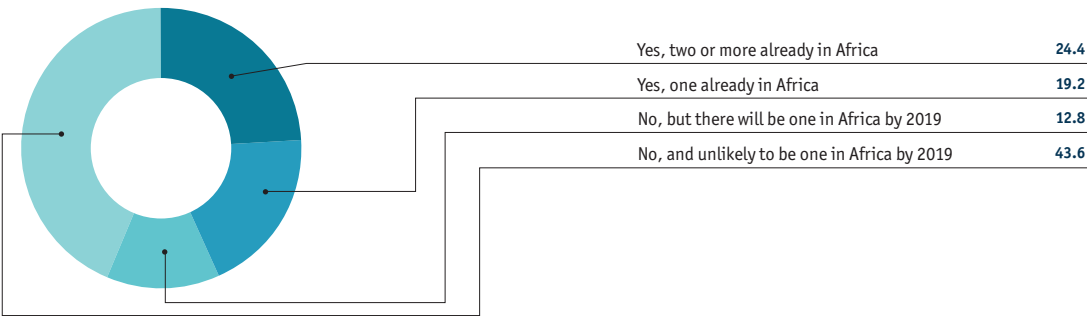 Yes, two or more already in Africa 24.4
Yes, one already in Africa 19.2
No, but there will be one in Africa by 2019 12.8
No, and unlikely to be one in Africa by 2019 43.6